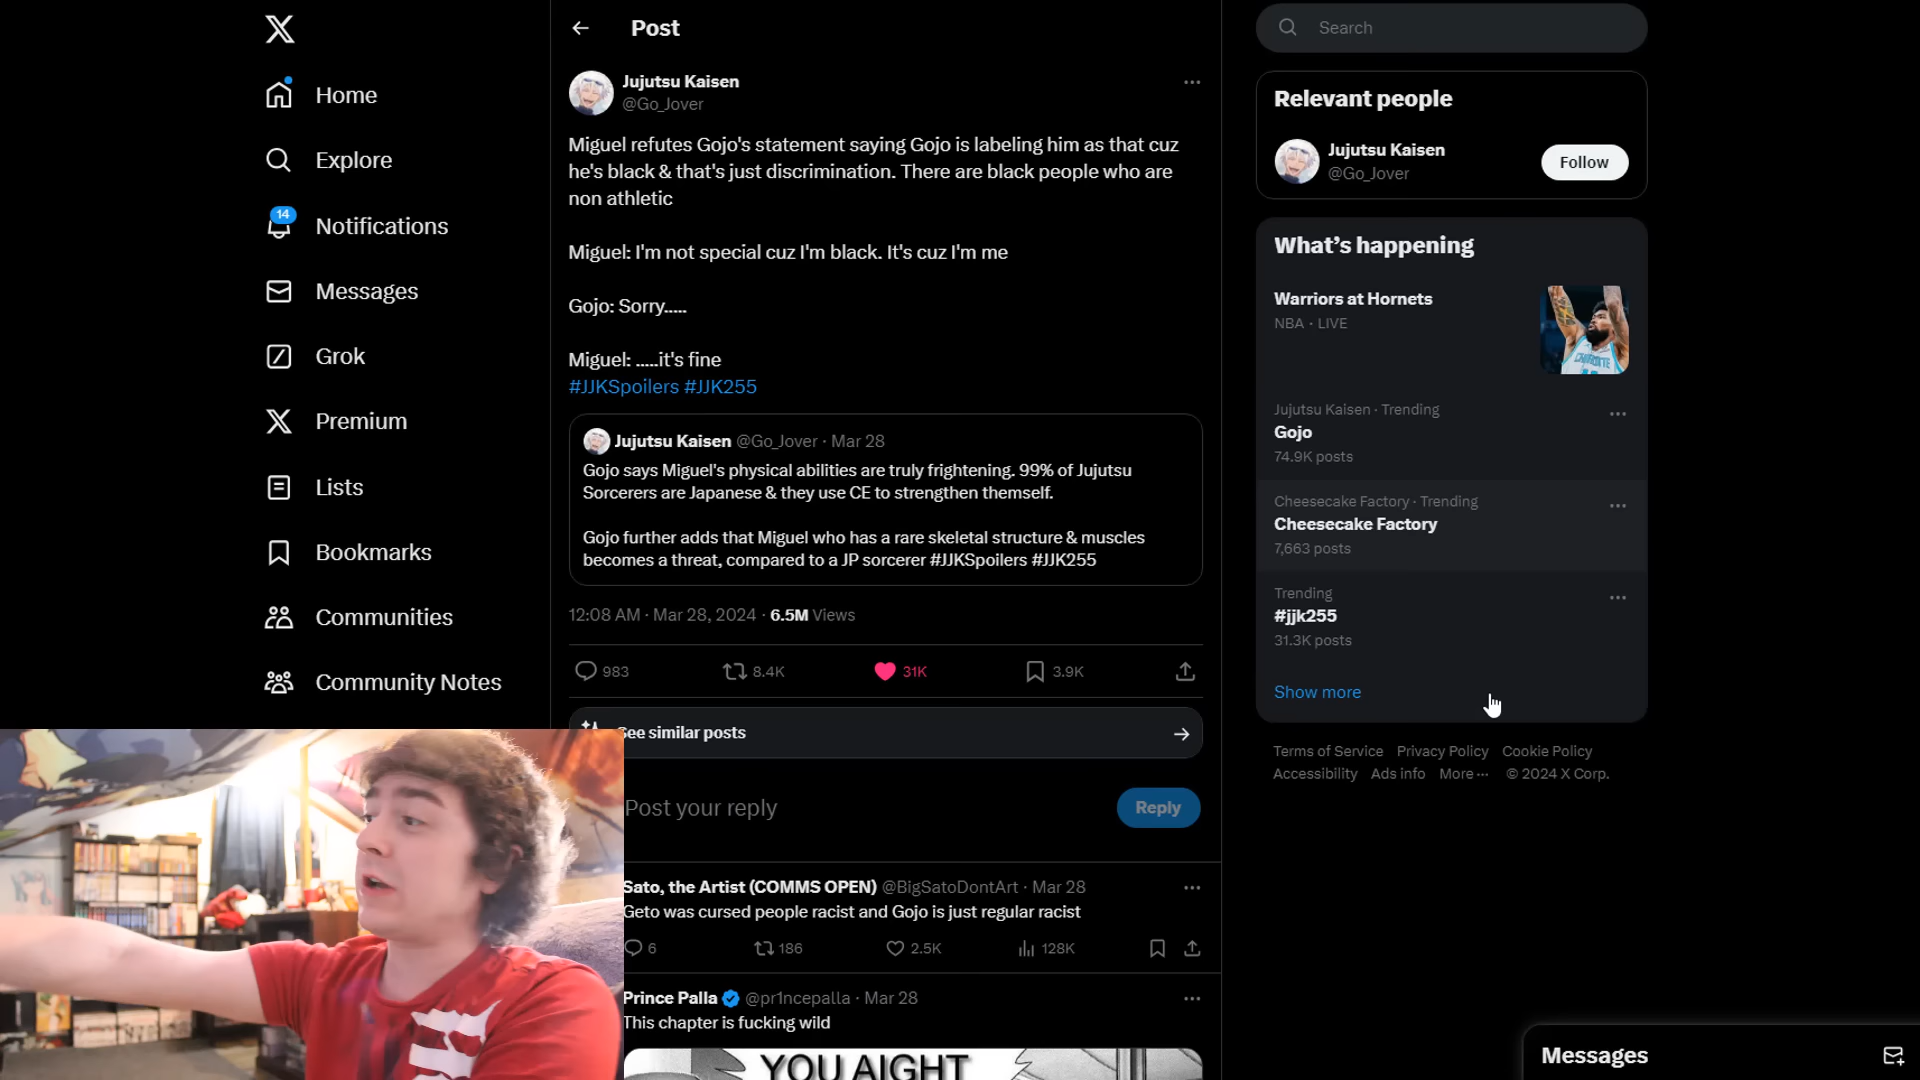 Home
Explore
14
Notifications
Messages
Grok
Premium
Lists
Bookmarks
Communities
Community Notes
Post
Jujutsu Kaisen
@Go_Jover
Miguel refutes Gojo's statement saying Gojo is labeling him as that cuz
he's black & that's just discrimination. There are black people who are
non athletic
Miguel: I'm not special cuz I'm black. It's cuz I'm me
Gojo: Sorry.....
Miguel: .....it's fine
#JJKSpoilers #JJK255
Jujutsu Kaisen @Go_Jover · Mar 28
Gojo says Miguel's physical abilities are truly frightening. 99% of Jujutsu
Sorcerers are Japanese & they use CE to strengthen themself.
Gojo further adds that Miguel who has a rare skeletal structure & muscles
becomes a threat, compared to a JP sorcerer #JJKSpoilers #JJK255
12:08 AM · Mar 28, 2024 · 6.5M Views
983 8.4K 31K 3.9K
See similar posts
Post your reply
Reply
Sato, the Artist (COMMS OPEN) @BigSatoDontArt · Mar 28
Geto was cursed people racist and Gojo is just regular racist
6 186 2.5K 128K
Prince Palla @pr1ncepalla · Mar 28
This chapter is fucking wild
YOU AIGHT
Search
Relevant people
Jujutsu Kaisen
@Go_Jover
Follow
What's happening
Warriors at Hornets
NBA · LIVE
Jujutsu Kaisen · Trending
Gojo
74.9K posts
Cheesecake Factory · Trending
Cheesecake Factory
7,663 posts
Trending
#jjk255
31.3K posts
Show more
Terms of Service Privacy Policy Cookie Policy
Accessibility Ads info More ··· © 2024 X Corp.
Messages